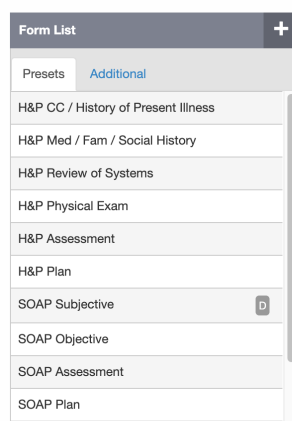 Form List +
Presets Additional
H&P CC / History of Present Illness
H&P Med / Fam / Social History
H&P Review of Systems
H&P Physical Exam
H&P Assessment
H&P Plan
SOAP Subjective D
SOAP Objective
SOAP Assessment
SOAP Plan